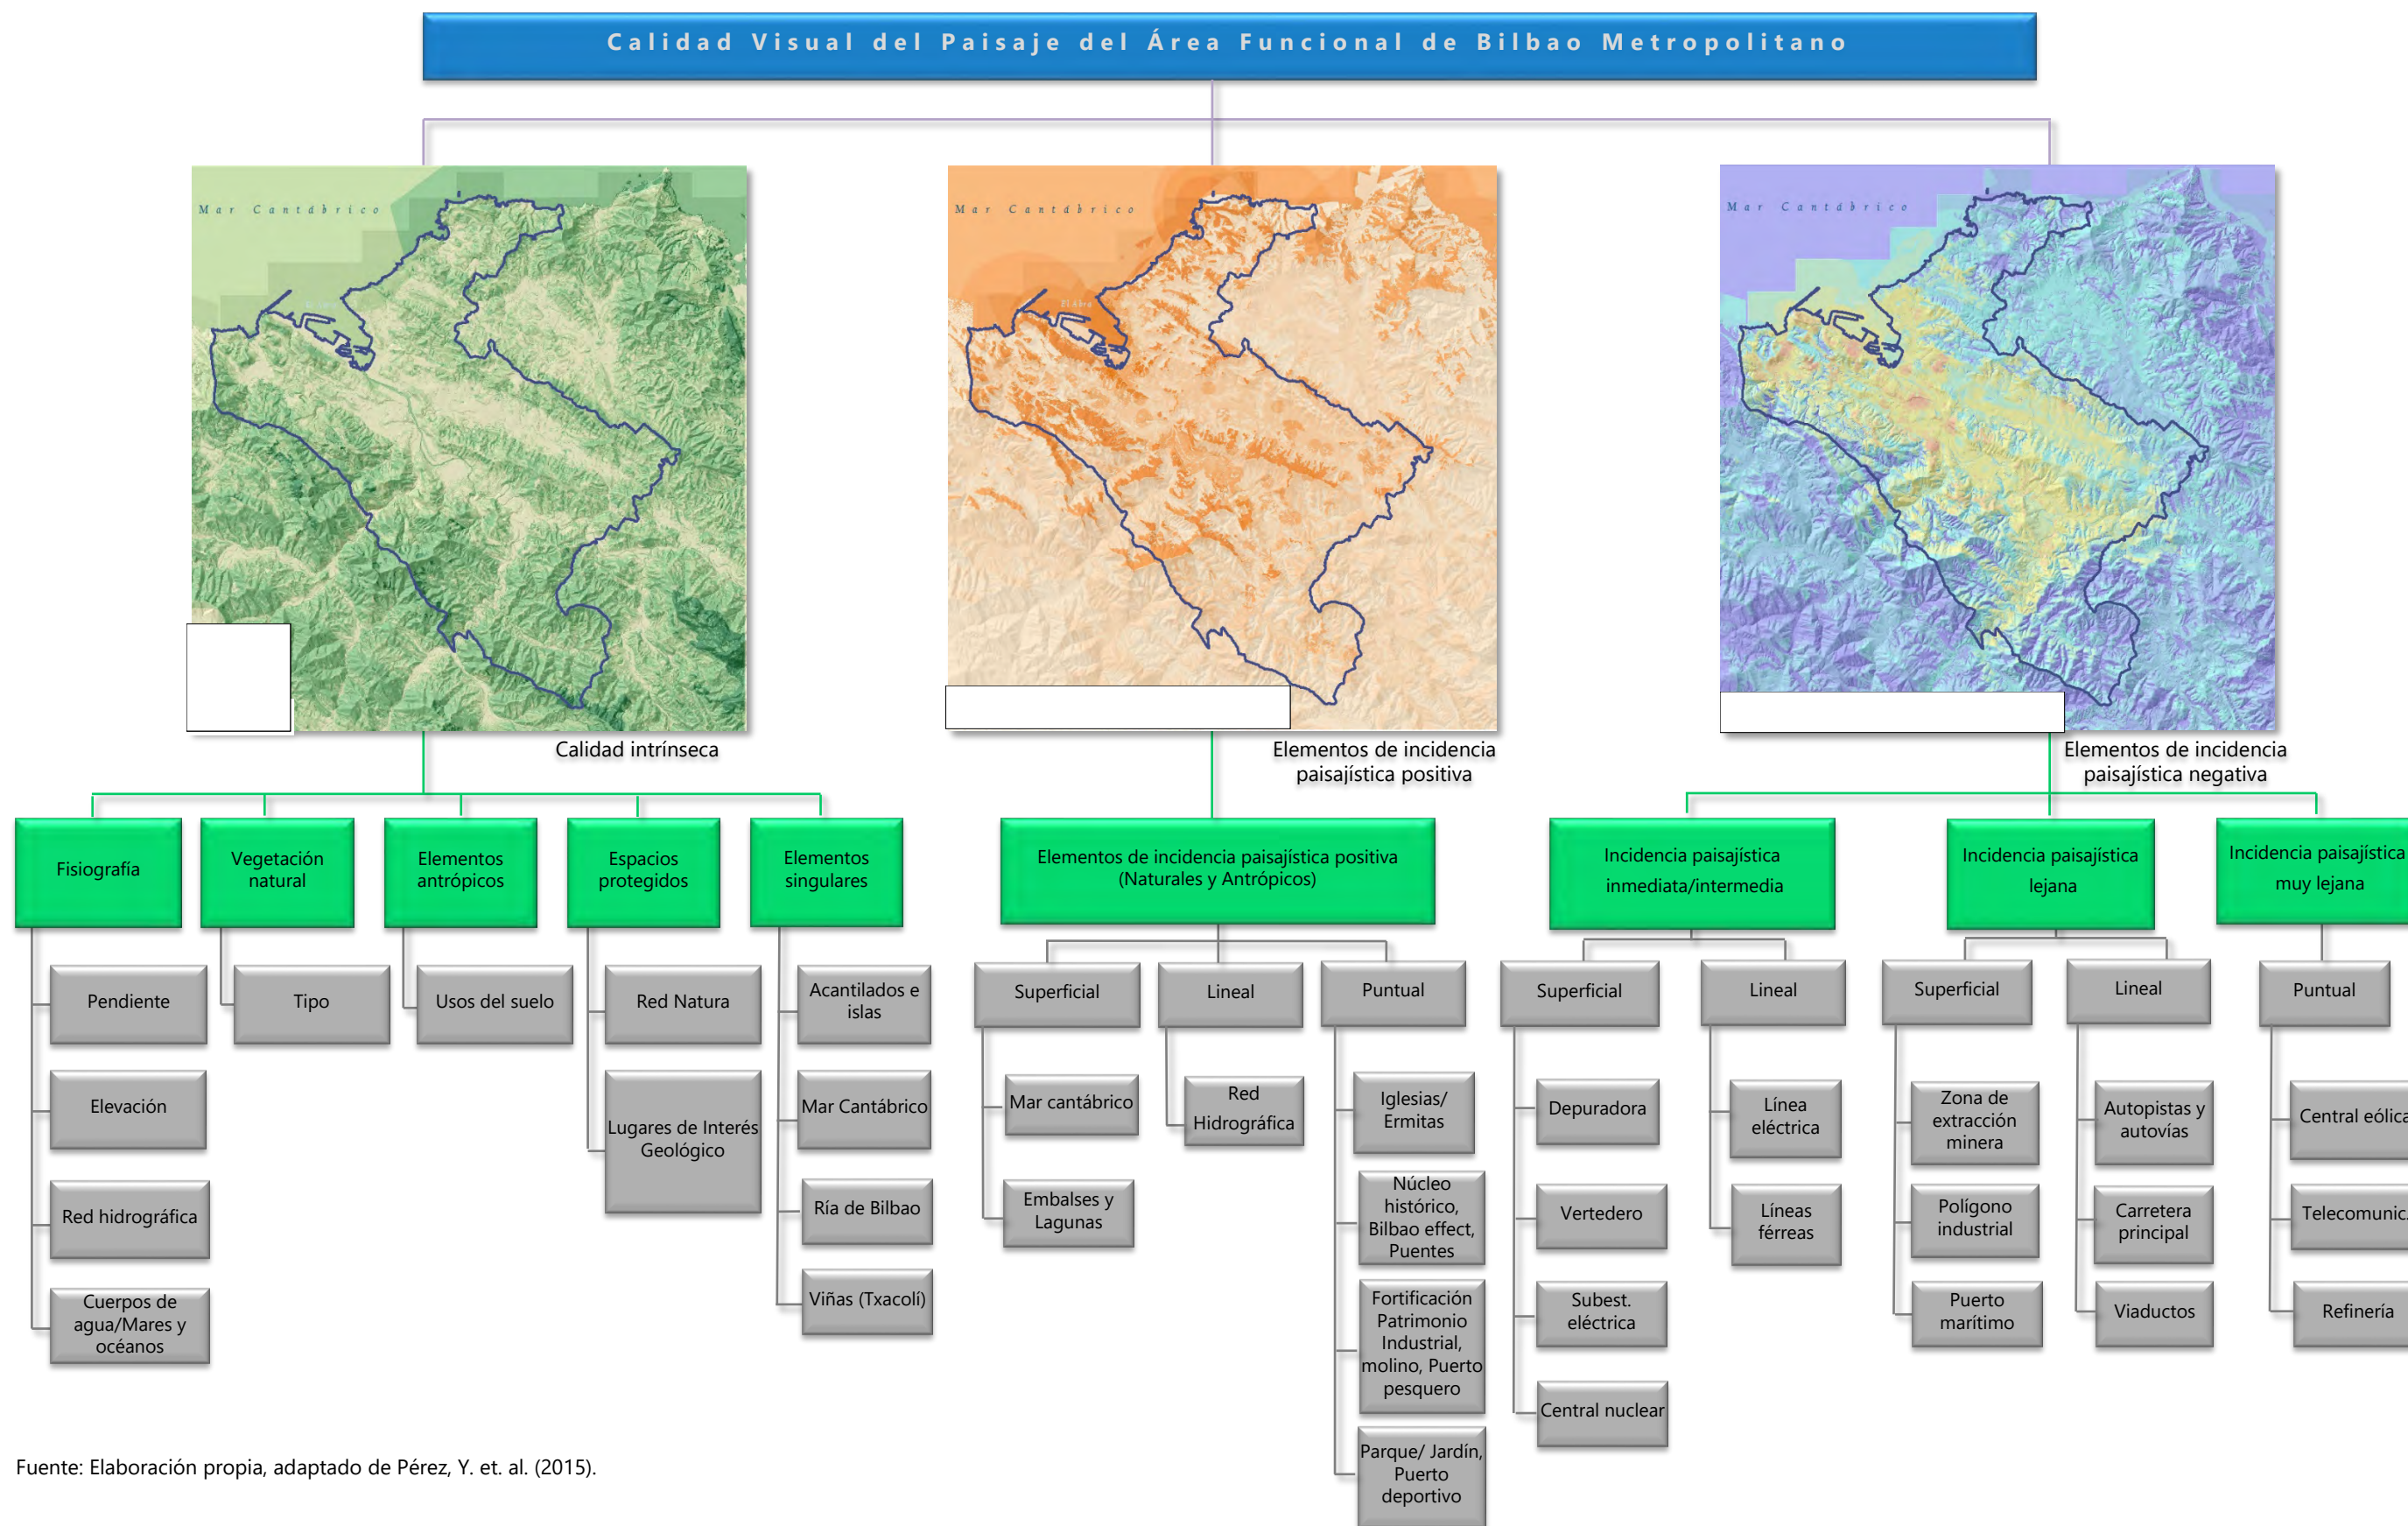 Calidad Visual del Paisaje del Área Funcional de Bilbao Metropolitano
Mar Cantábrico
Mar Cantábrico
El Abra
Mar Cantábrico
Calidad intrínseca
Elementos de incidencia
paisajística positiva
Elementos de incidencia
paisajística negativa
Fisiografía
Vegetación
natural
Elementos
antrópicos
Espacios
protegidos
Elementos
singulares
Elementos de incidencia paisajística positiva
(Naturales y Antrópicos)
Incidencia paisajística
inmediata/intermedia
Incidencia paisajística
lejana
Incidencia paisajística
muy lejana
Pendiente
Elevación
Red hidrográfica
Cuerpos de
agua/Mares y
océanos
Tipo
Usos del suelo
Red Natura
Lugares de Interés
Geológico
Acantilados e
islas
Mar Cantábrico
Ría de Bilbao
Viñas (Txacolí)
Superficial
Mar cantábrico
Embalses y
Lagunas
Lineal
Red
Hidrográfica
Puntual
Iglesias/
Ermitas
Núcleo
histórico,
Bilbao effect,
Puentes
Fortificación
Patrimonio
Industrial,
molino, Puerto
pesquero
Parque/ Jardín,
Puerto
deportivo
Superficial
Depuradora
Vertedero
Subest.
eléctrica
Central nuclear
Lineal
Línea
eléctrica
Líneas
férreas
Superficial
Zona de
extracción
minera
Polígono
industrial
Puerto
marítimo
Lineal
Autopistas y
autovías
Carretera
principal
Viaductos
Puntual
Central eólica
Telecomunic.
Refinería
Fuente: Elaboración propia, adaptado de Pérez, Y. et. al. (2015).